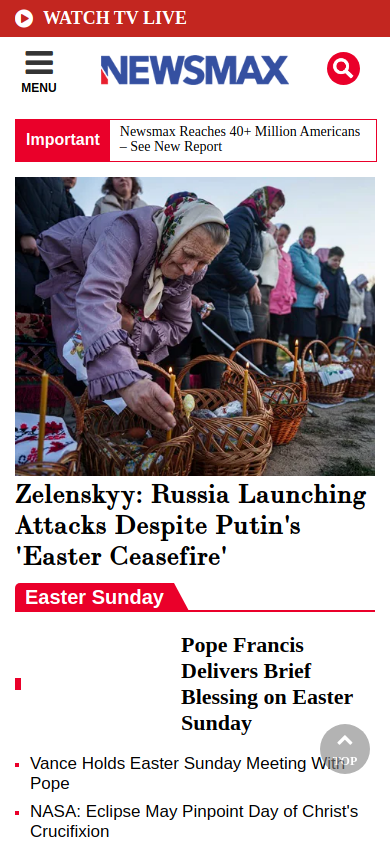 WATCH TV LIVE
MENU
NEWSMAX
Important
Newsmax Reaches 40+ Million Americans
– See New Report
Zelenskyy: Russia Launching
Attacks Despite Putin's
'Easter Ceasefire'
Easter Sunday
Pope Francis
Delivers Brief
Blessing on Easter
Sunday
Vance Holds Easter Sunday Meeting With
Pope
TOP
NASA: Eclipse May Pinpoint Day of Christ's
Crucifixion